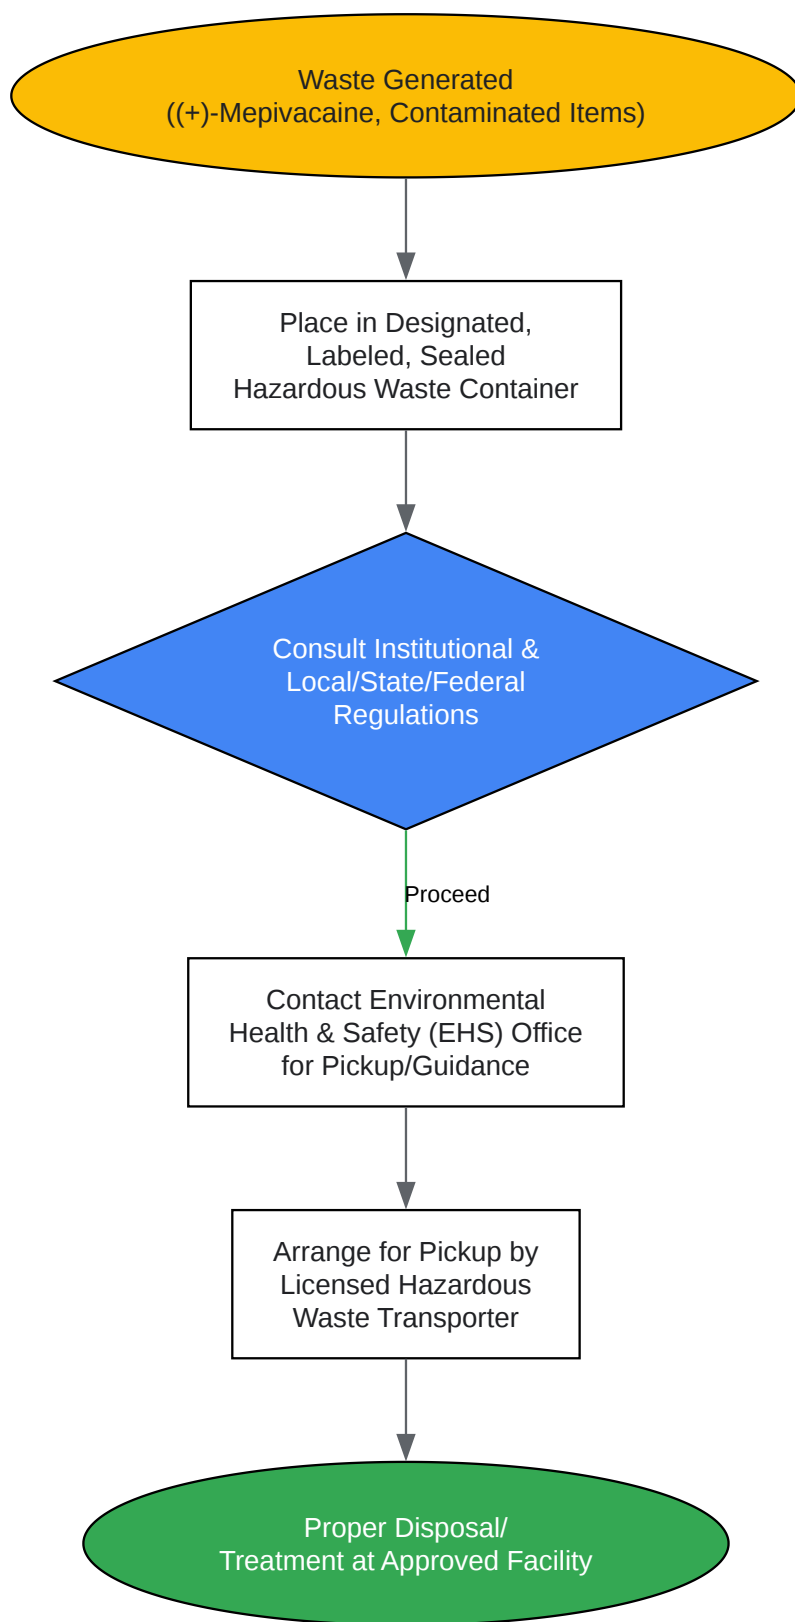 Waste Generated
((+)-Mepivacaine, Contaminated Items)
Place in Designated,
Labeled, Sealed
Hazardous Waste Container
Consult Institutional &
Local/State/Federal
Regulations
Proceed
Contact Environmental
Health & Safety (EHS) Office
for Pickup/Guidance
Arrange for Pickup by
Licensed Hazardous
Waste Transporter
Proper Disposal/
Treatment at Approved Facility